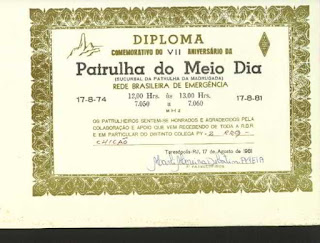 DIPLOMA
COMEMORATIVO DO VII ANIVERSÁRIO DA
Patrulha do Meio Dia
(SUCURSAL DA PATRULHA DA MADRUGADA)
REDE BRASILEIRA DE EMERGÊNCIA
17-8-74 12,00 Hrs. às 13,00 Hrs. 17-8-81
7.050 a 7.060
MHz
OS PATRULHEIROS SENTEM-SE HONRADOS E AGRADECIDOS PELA
COLABORAÇÃO E APOIO QUE VEM RECEBENDO DE TODA A R.B.R.
E EM PARTICULAR DO DISTINTO COLEGA PY-
CHICÃO
Teresópolis-RJ, 17 de Agosto de 1981
PATRULHEIROS